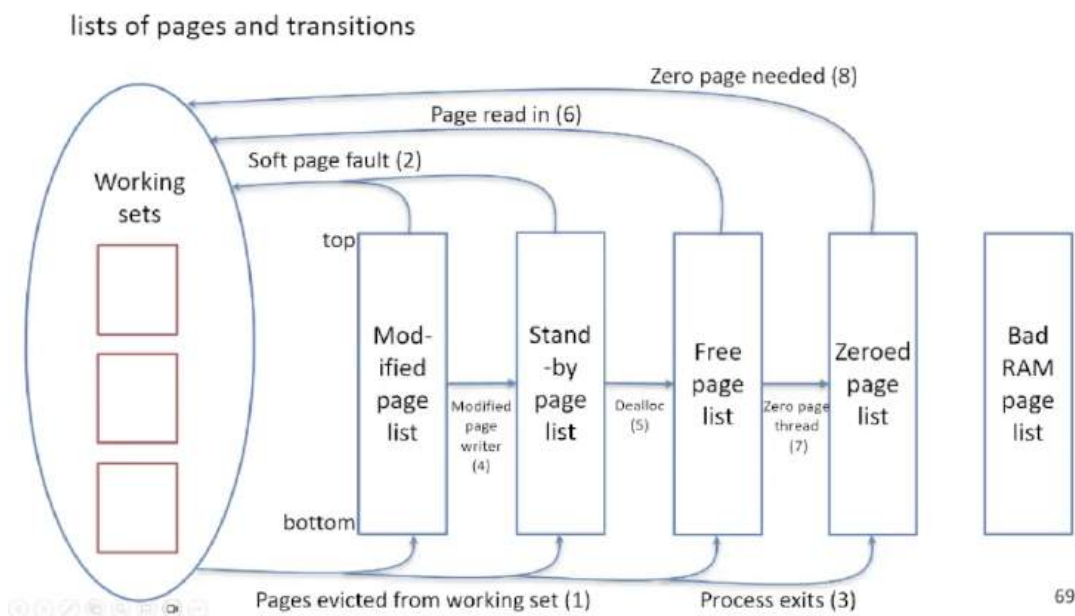 lists of pages and transitions
Zero page needed (8)
Page read in (6)
Soft page fault (2)
Working
sets
top
bottom
Mod-
ified
page
list
Modified
page
writer
(4)
Stand
-by
page
list
Dealloc
(5)
Free
page
list
Zero page
thread
(7)
Zeroed
page
list
Bad
RAM
page
list
Pages evicted from working set (1)
Process exits (3)
69